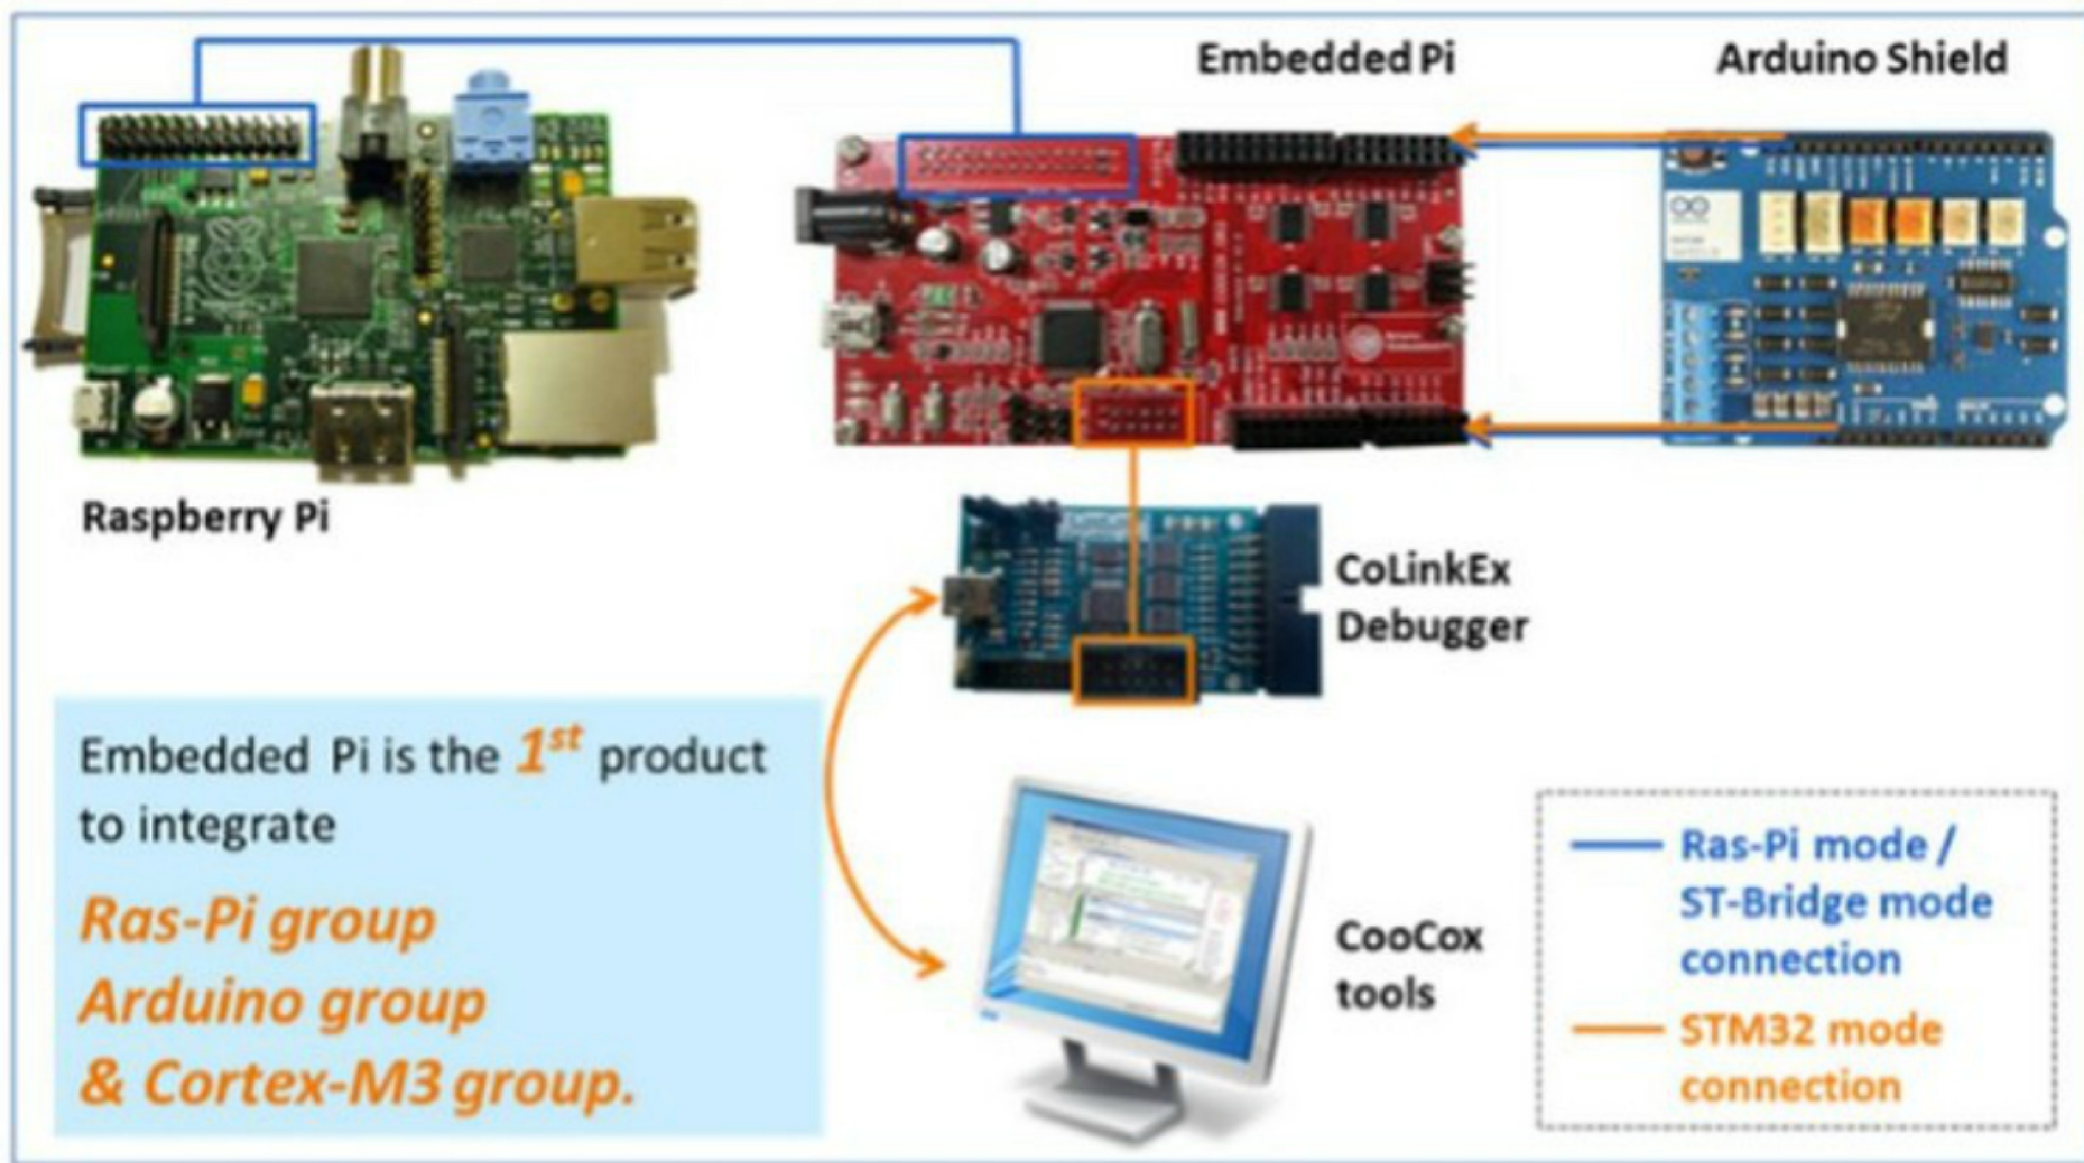 Embedded Pi
Arduino Shield
Raspberry Pi
CoLinkEx
Debugger
Embedded Pi is the 1st product
to integrate
Ras-Pi group
Arduino group
& Cortex-M3 group.
CooCox
tools
Ras-Pi mode /
ST-Bridge mode
connection
STM32 mode
connection